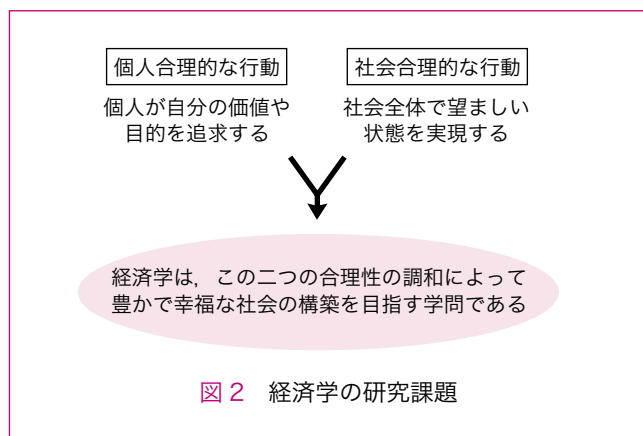 個人合理的な行動
個人が自分の価値や
目的を追求する
社会合理的な行動
社会全体で望ましい
状態を実現する
経済学は，この二つの合理性の調和によって
豊かで幸福な社会の構築を目指す学問である
図２　経済学の研究課題